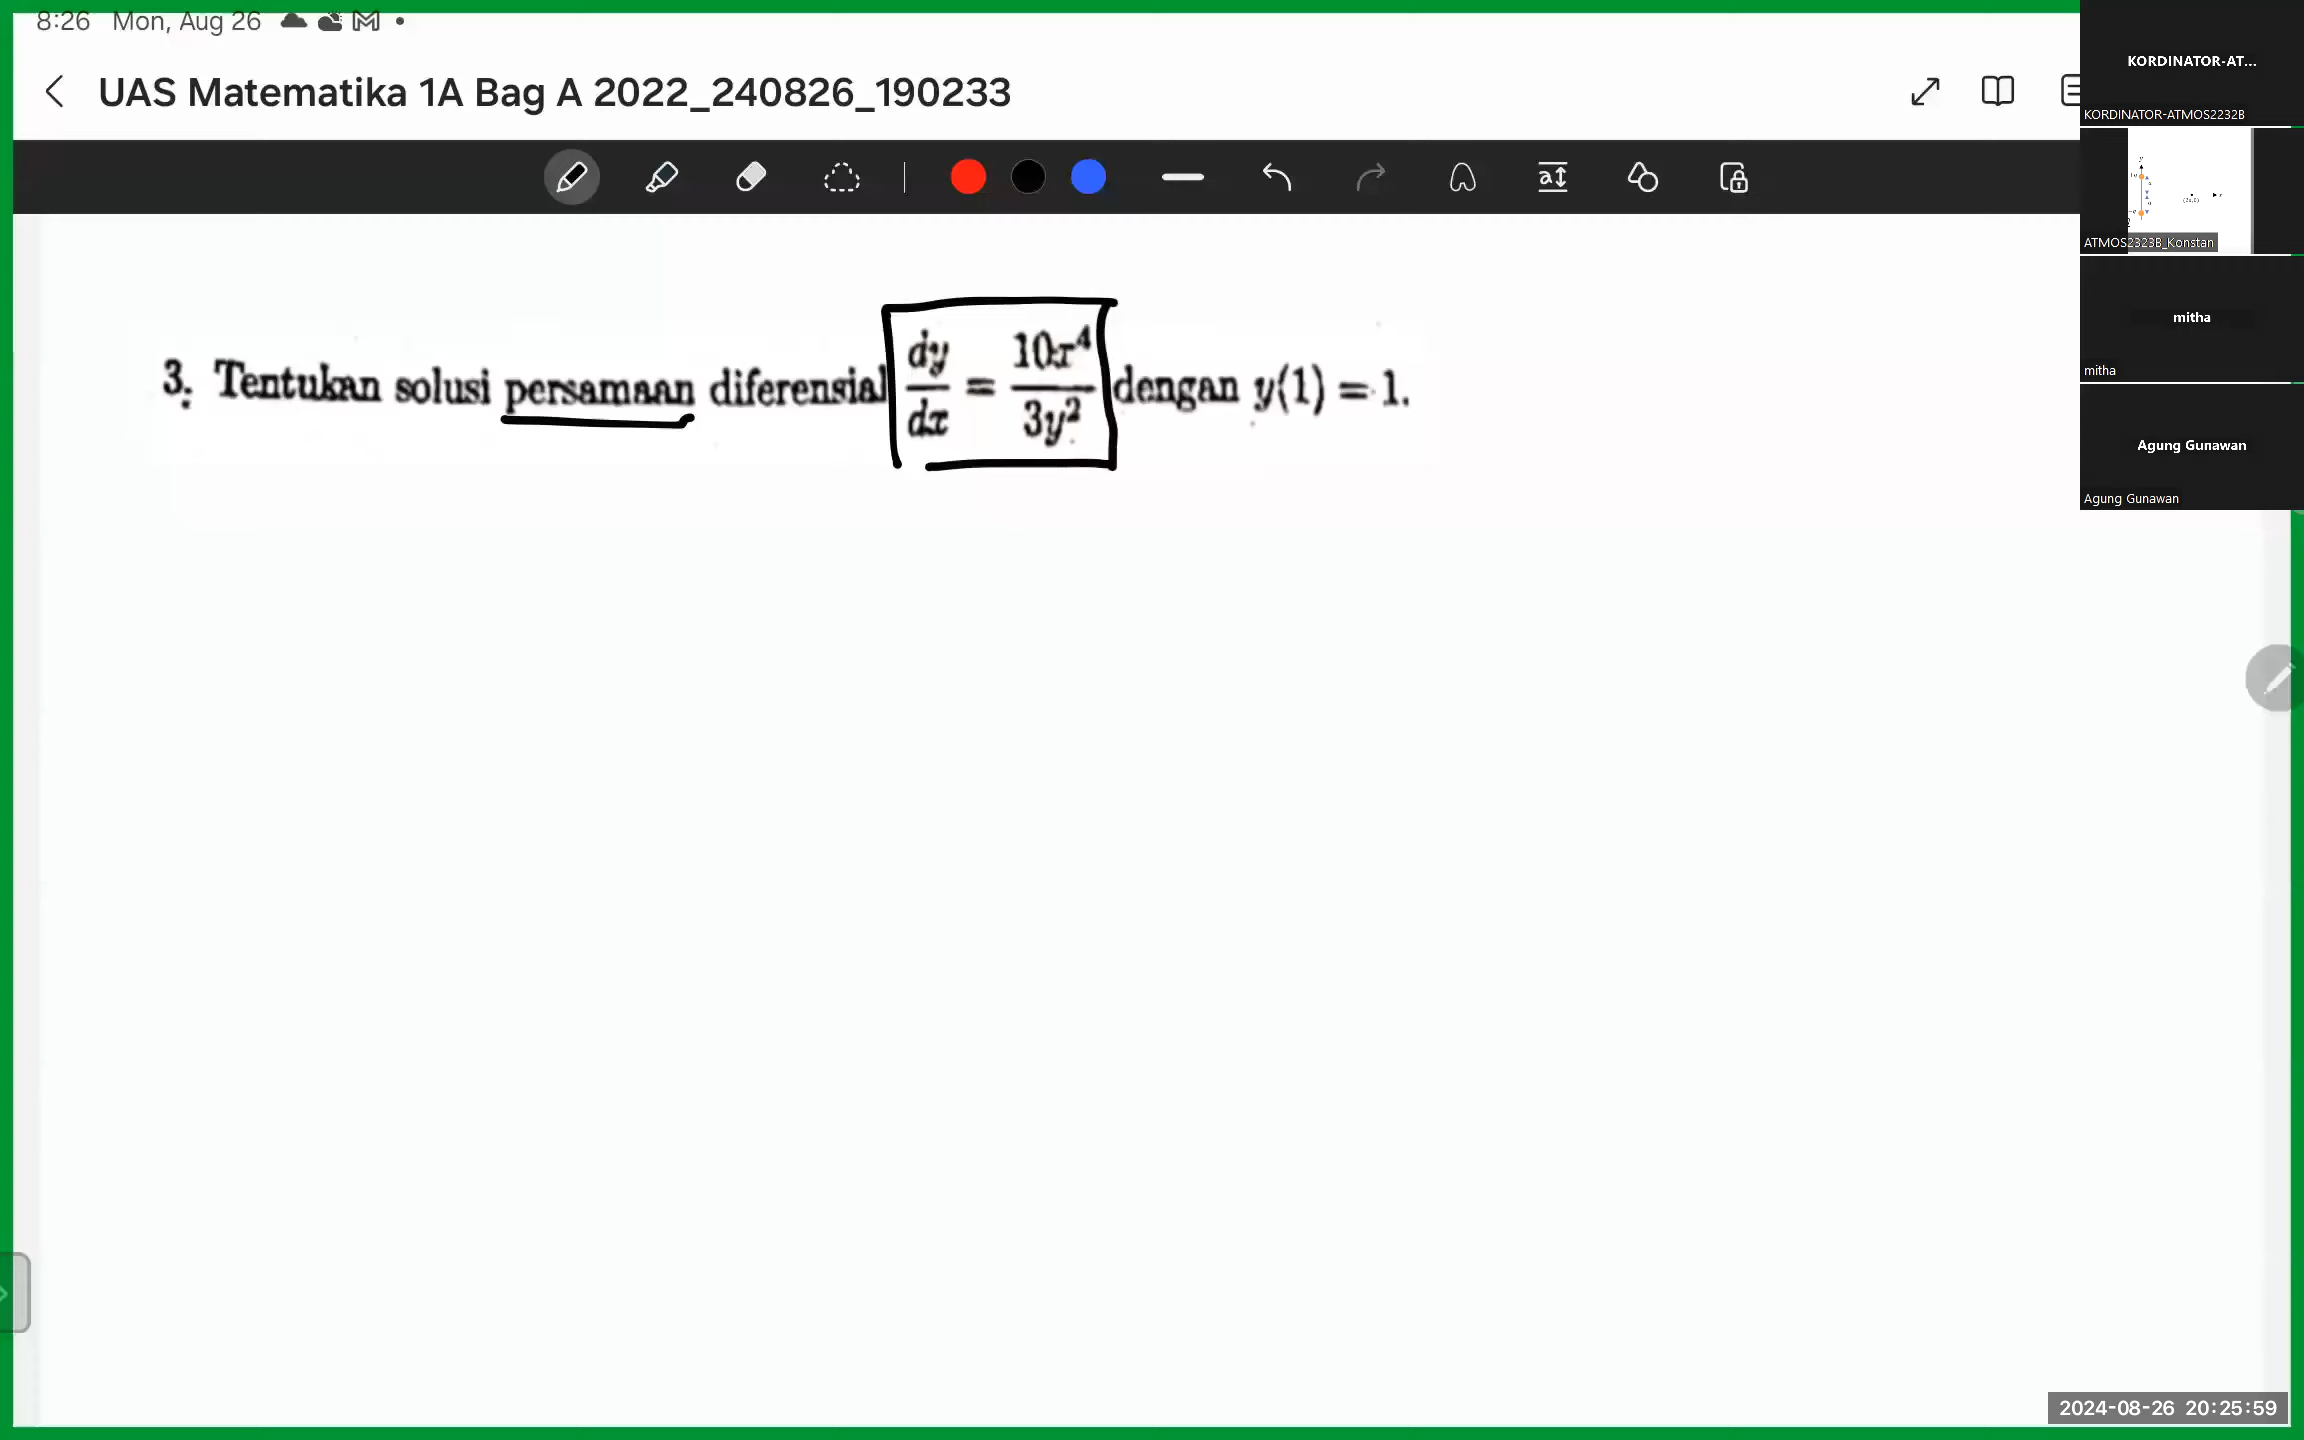 8:26 Mon, Aug 26
UAS Matematika 1A Bag A 2022_240826_190233
3. Tentukan solusi persamaan diferensial dy/dx = 10x⁴/3y² dengan y(1) = 1.
KORDINATOR-AT...
KORDINATOR-ATMOS2232B
ATMOS2323B_Konstan
mitha
mitha
Agung Gunawan
Agung Gunawan
2024-08-26 20:25:59